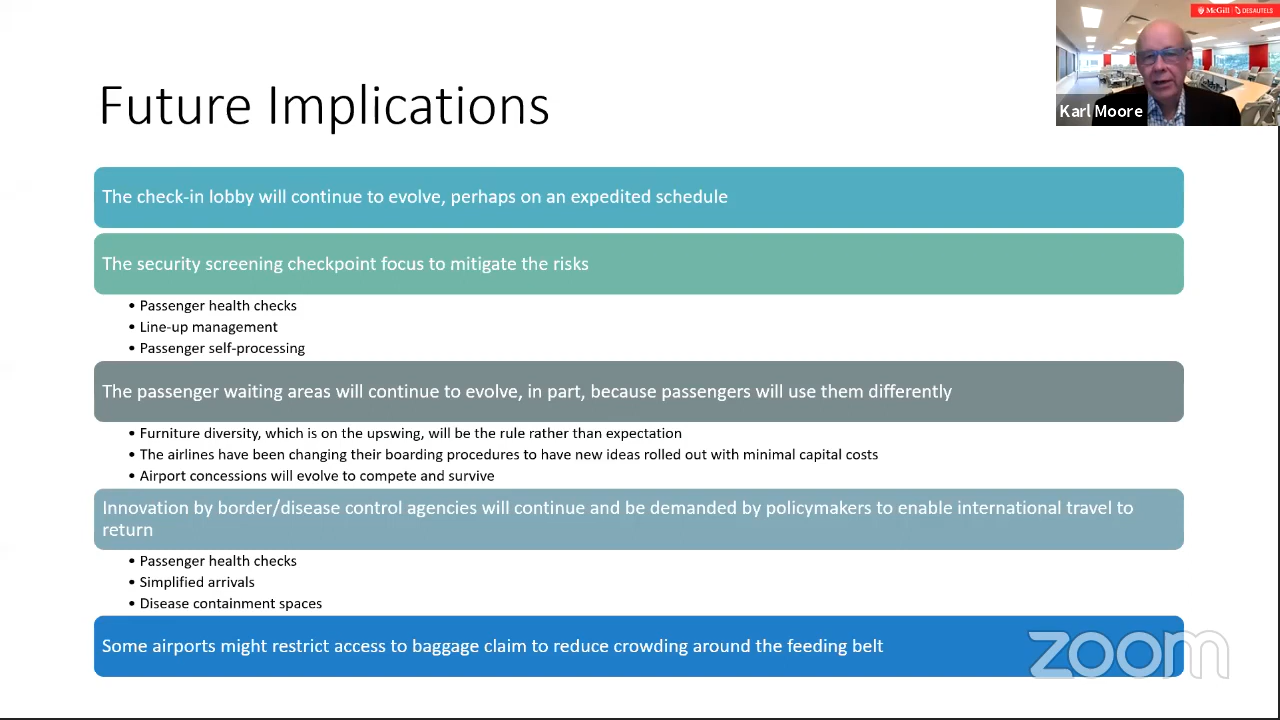 McGill DESAUTELS
Karl Moore
Future Implications
The check-in lobby will continue to evolve, perhaps on an expedited schedule
The security screening checkpoint focus to mitigate the risks
• Passenger health checks
• Line-up management
• Passenger self-processing
The passenger waiting areas will continue to evolve, in part, because passengers will use them differently
• Furniture diversity, which is on the upswing, will be the rule rather than expectation
• The airlines have been changing their boarding procedures to have new ideas rolled out with minimal capital costs
• Airport concessions will evolve to compete and survive
Innovation by border/disease control agencies will continue and be demanded by policymakers to enable international travel to
return
• Passenger health checks
• Simplified arrivals
• Disease containment spaces
Some airports might restrict access to baggage claim to reduce crowding around the feeding belt
zoom